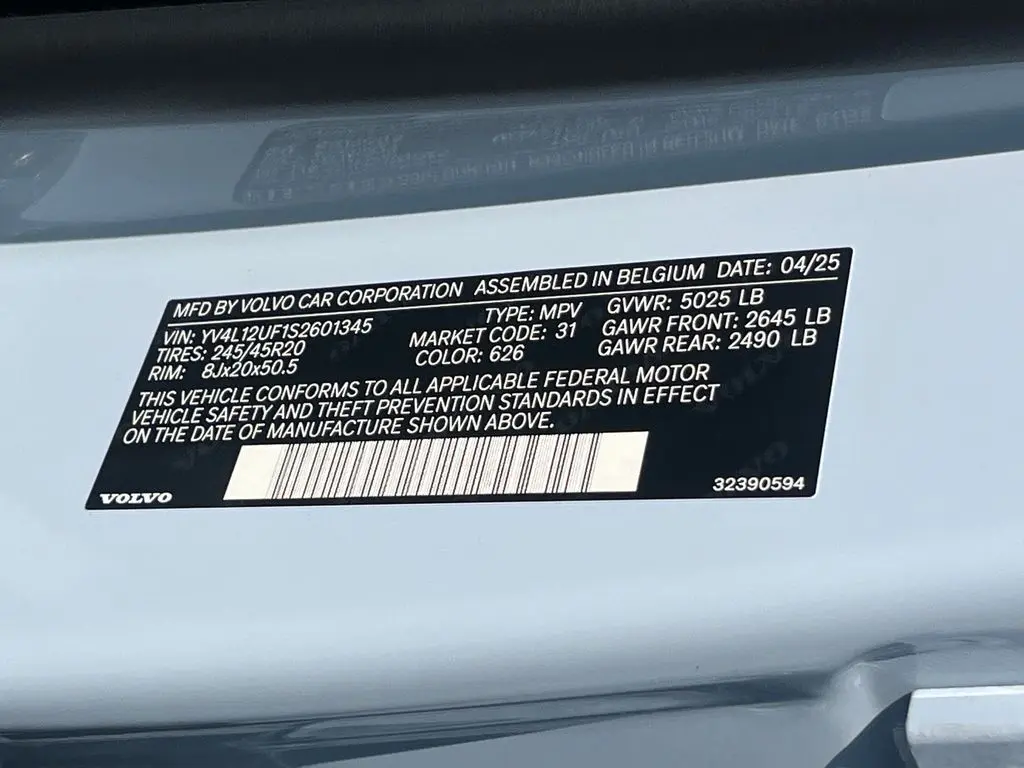 MFD BY VOLVO CAR CORPORATION ASSEMBLED IN BELGIUM DATE: 04/25
VIN: YV4L12UF1S2601345 TYPE: MPV GVWR: 5025 LB
TIRES: 245/45R20 MARKET CODE: 31 GAWR FRONT: 2645 LB
RIM: 8Jx20x50.5 COLOR: 626 GAWR REAR: 2490 LB
THIS VEHICLE CONFORMS TO ALL APPLICABLE FEDERAL MOTOR
VEHICLE SAFETY AND THEFT PREVENTION STANDARDS IN EFFECT
ON THE DATE OF MANUFACTURE SHOWN ABOVE.
VOLVO 32390594